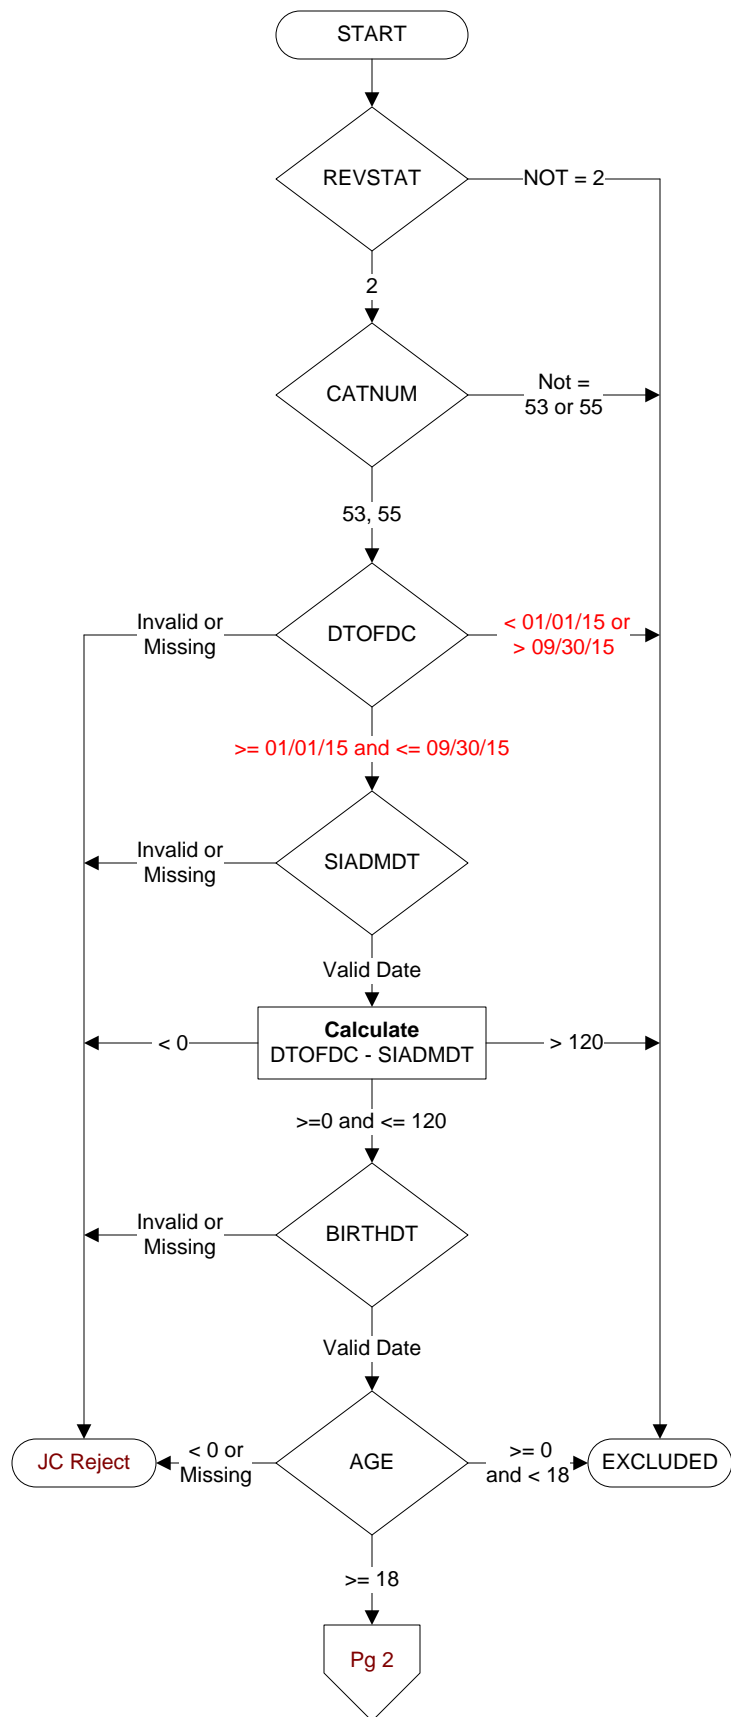 START
REVSTAT
NOT = 2
2
CATNUM
Not =
53 or 55
53, 55
Invalid or
Missing
DTOFDC
< 01/01/15 or
> 09/30/15
>= 01/01/15 and <= 09/30/15
Invalid or
Missing
SIADMDT
Valid Date
< 0
Calculate
DTOFDC - SIADMDT
> 120
>=0 and <= 120
Invalid or
Missing
BIRTHDT
Valid Date
JC Reject
< 0 or
Missing
AGE
>= 0
and < 18
EXCLUDED
>= 18
Pg 2